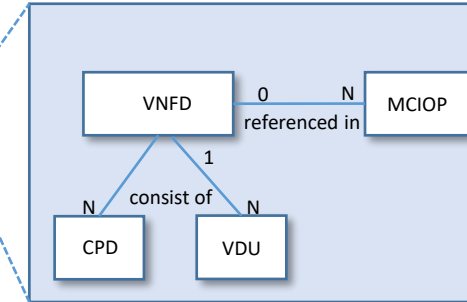 VNFD
0
N
MCIOP
referenced in
1
consist of
N
N
CPD
VDU